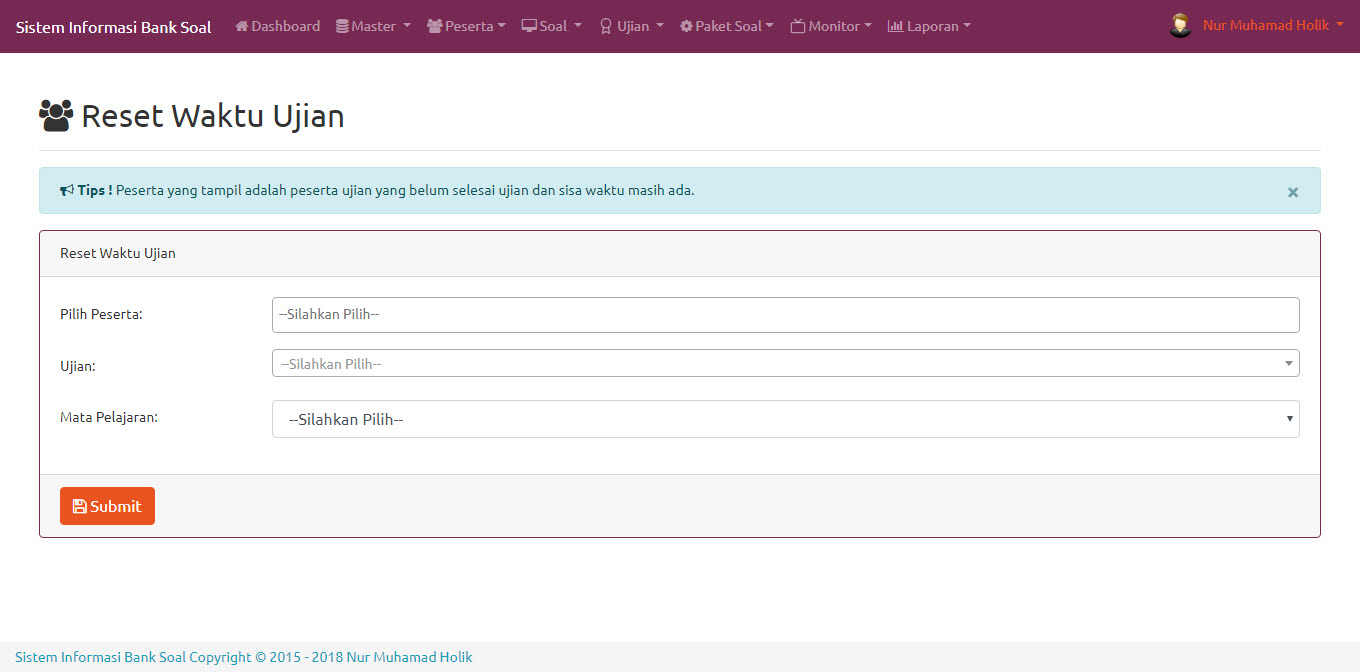 Sistem Informasi Bank Soal Dashboard Master Peserta Soal Ujian Paket Soal Monitor Laporan Nur Muhamad Holik
Reset Waktu Ujian
Tips ! Peserta yang tampil adalah peserta ujian yang belum selesai ujian dan sisa waktu masih ada. ×
Reset Waktu Ujian
Pilih Peserta: --Silahkan Pilih--
Ujian: --Silahkan Pilih--
Mata Pelajaran: --Silahkan Pilih--
Submit
Sistem Informasi Bank Soal Copyright © 2015 - 2018 Nur Muhamad Holik